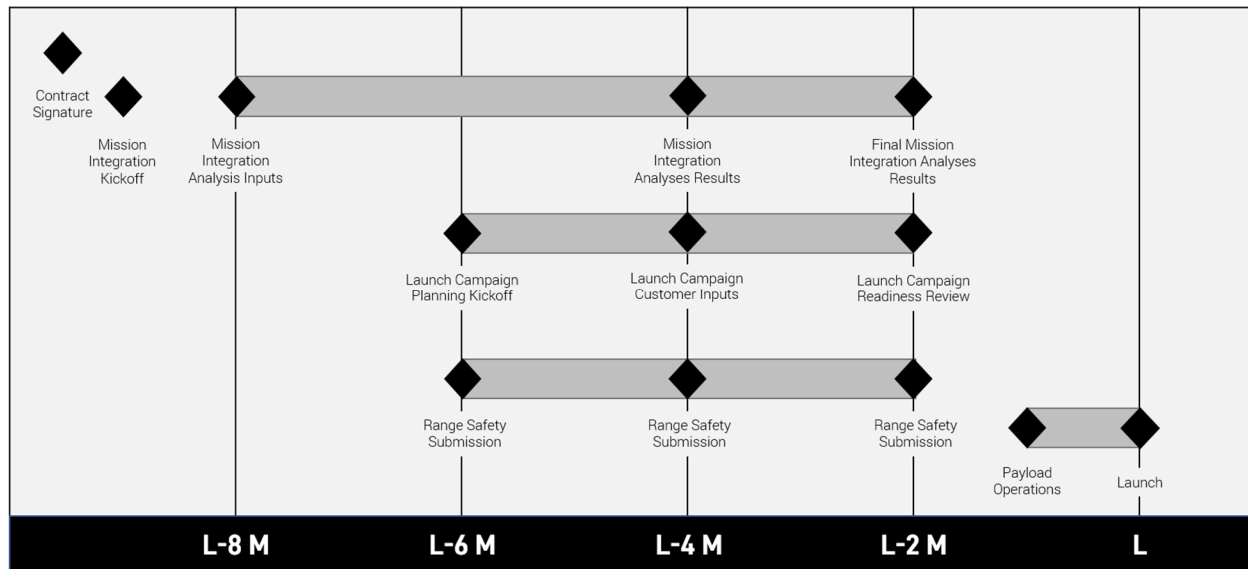 Contract
Signature
Mission
Integration
Kickoff
Mission
Integration
Analysis Inputs
Mission
Integration
Analyses Results
Final Mission
Integration Analyses
Results
Launch Campaign
Planning Kickoff
Launch Campaign
Customer Inputs
Launch Campaign
Readiness Review
Range Safety
Submission
Range Safety
Submission
Range Safety
Submission
Payload
Operations
Launch
L-8 M
L-6 M
L-4 M
L-2 M
L